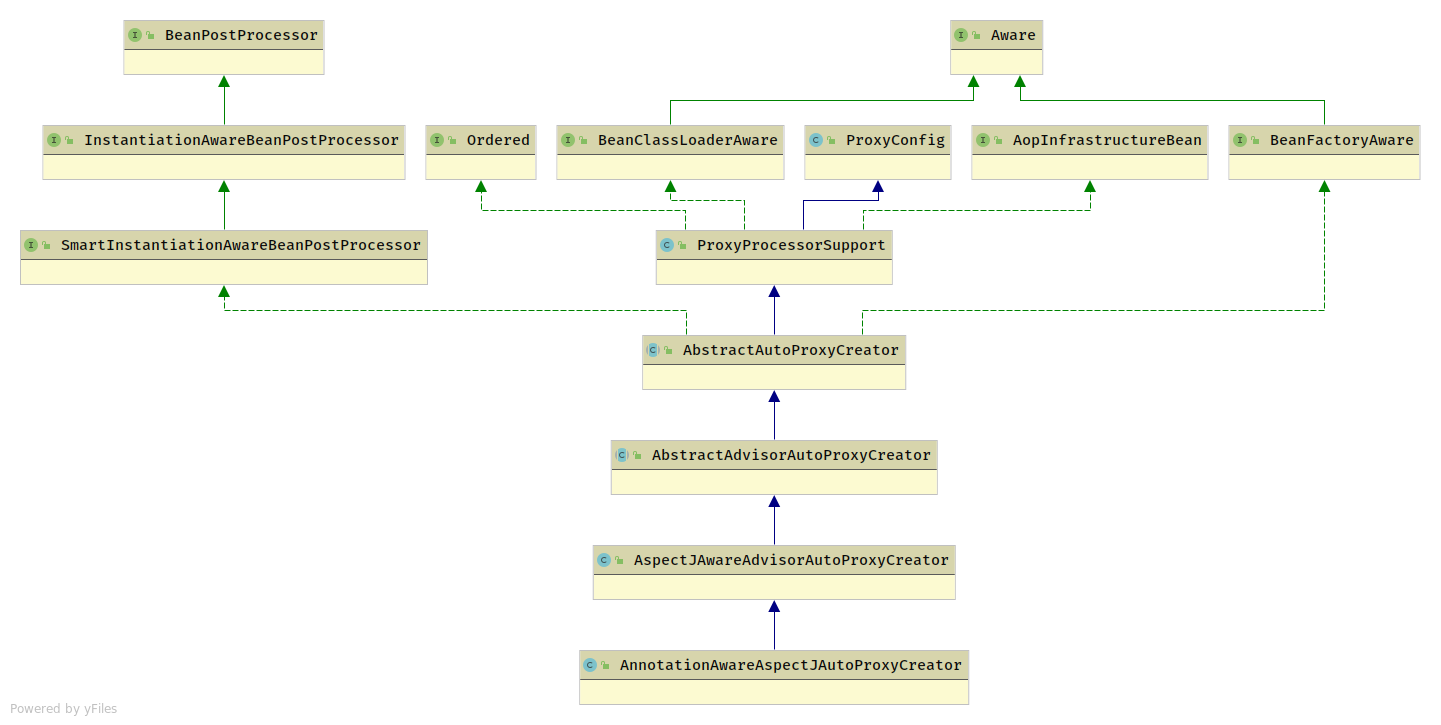 BeanPostProcessor
Aware
InstantiationAwareBeanPostProcessor
Ordered
BeanClassLoaderAware
ProxyConfig
AopInfrastructureBean
BeanFactoryAware
SmartInstantiationAwareBeanPostProcessor
ProxyProcessorSupport
AbstractAutoProxyCreator
AbstractAdvisorAutoProxyCreator
AspectJAwareAdvisorAutoProxyCreator
AnnotationAwareAspectJAutoProxyCreator
Powered by yFiles